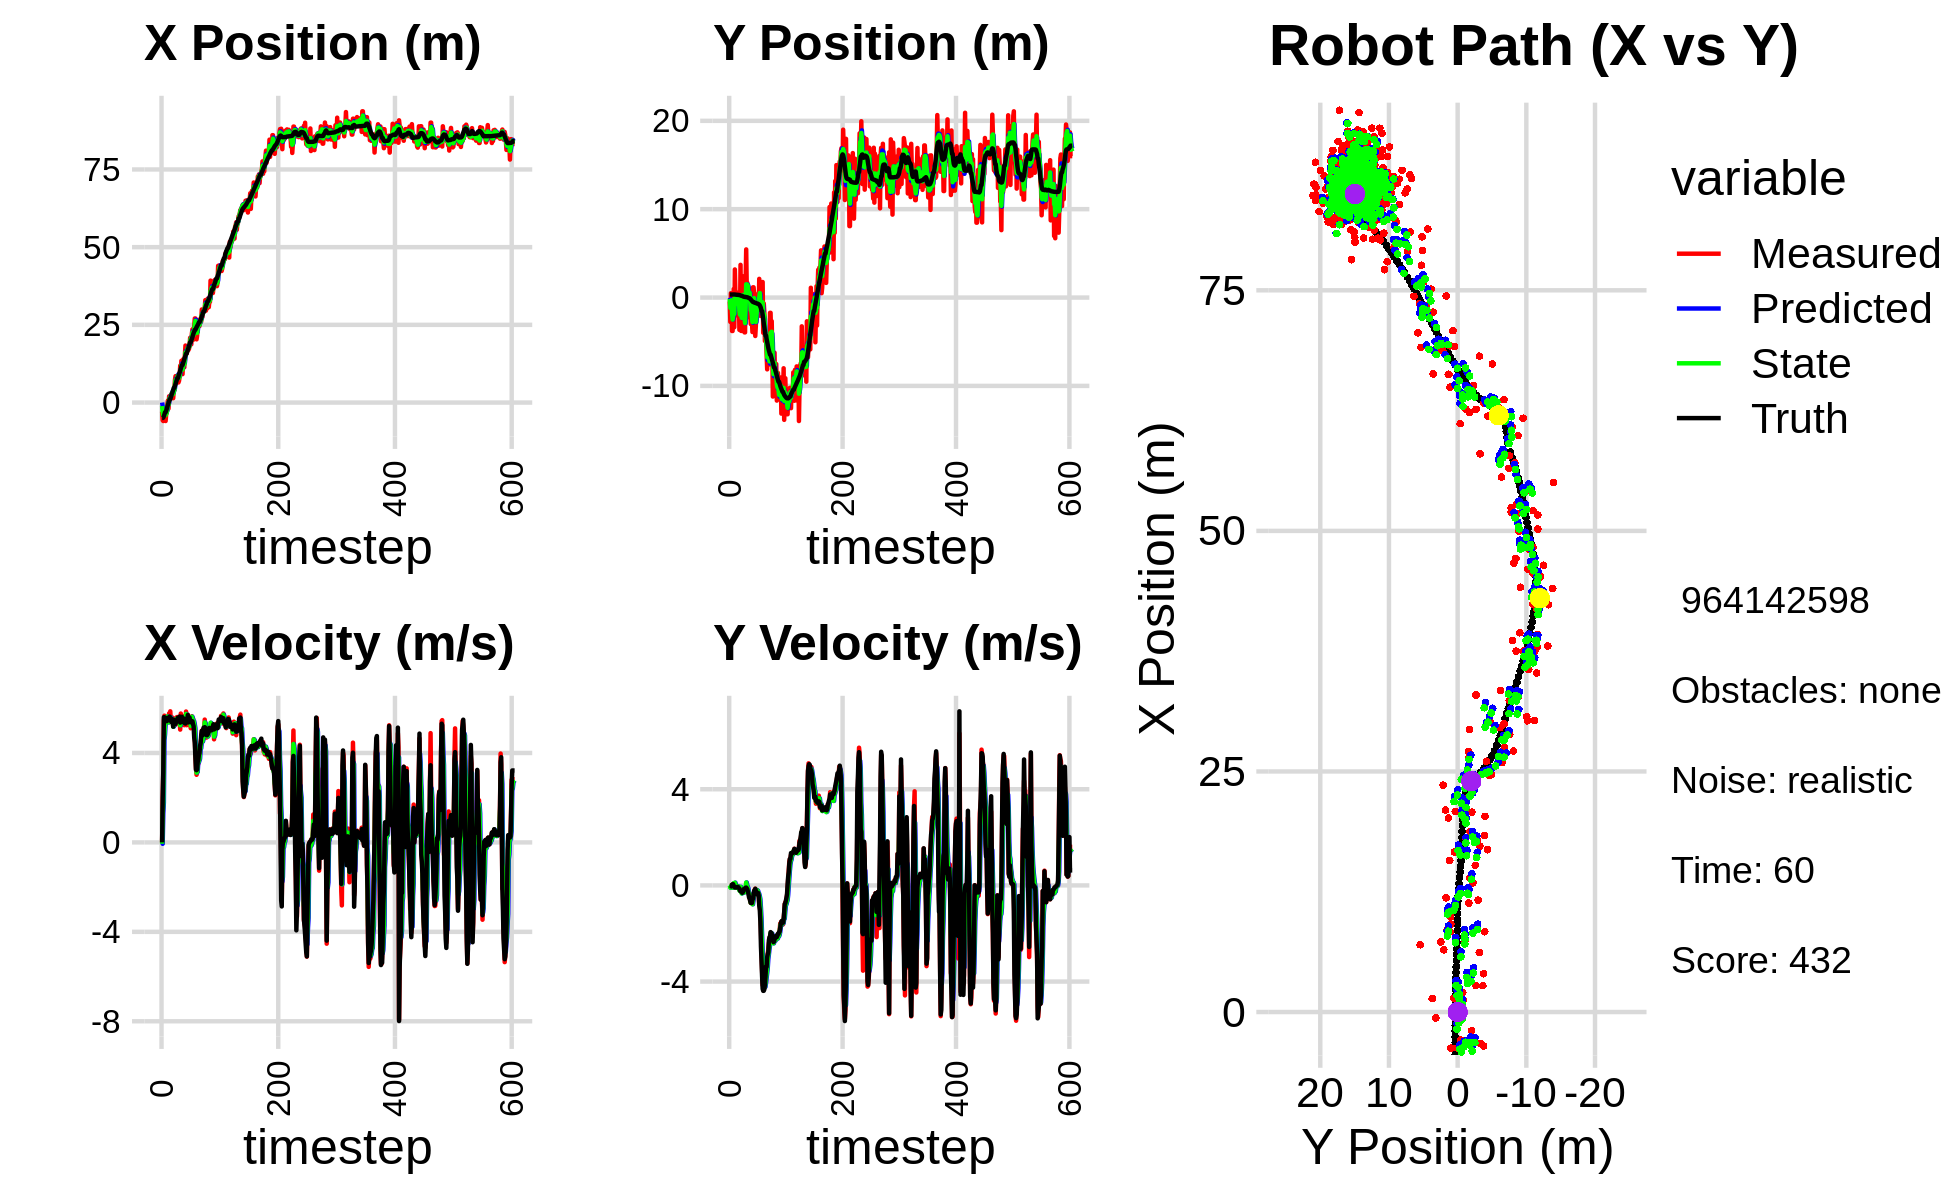 X Position (m)
75
50
25
0
0
200
400
600
timestep
Y Position (m)
20
10
0
-10
0
200
400
600
timestep
X Velocity (m/s)
4
0
-4
-8
0
200
400
600
timestep
Y Velocity (m/s)
4
0
-4
0
200
400
600
timestep
Robot Path (X vs Y)
X Position (m)
75
50
25
0
20 10 0 -10 -20
Y Position (m)
variable
Measured
Predicted
State
Truth
964142598
Obstacles: none
Noise: realistic
Time: 60
Score: 432